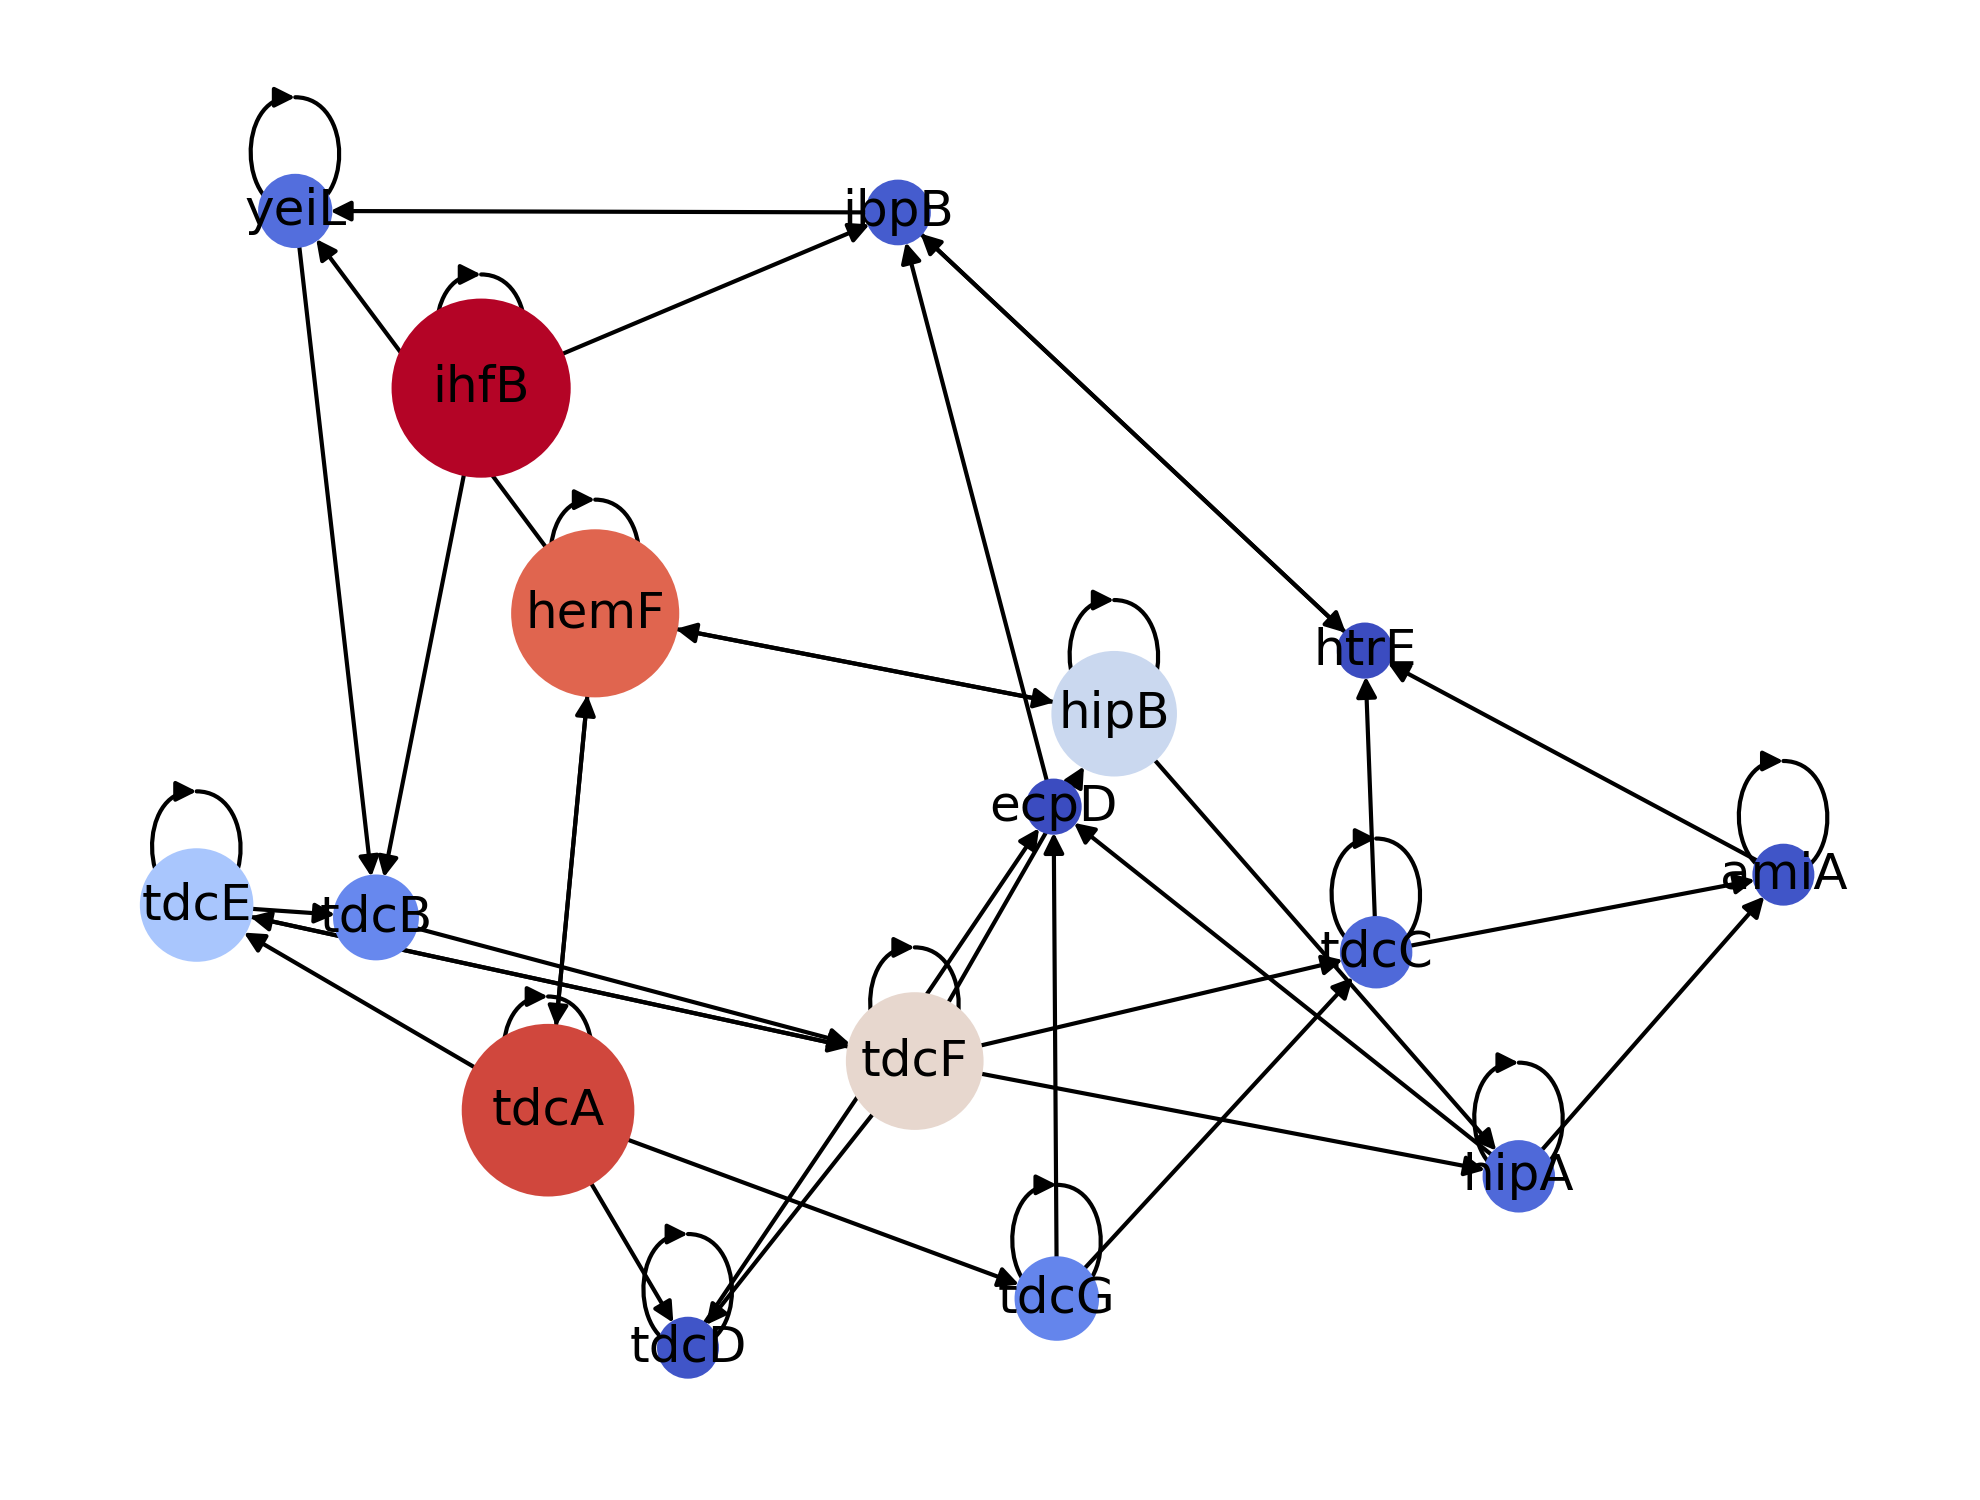 yeiL
ibpB
ihfB
hemF
htrE
hipB
ecpD
amiA
tdcE
tdcB
tdcC
tdcF
tdcA
hipA
tdcG
tdcD